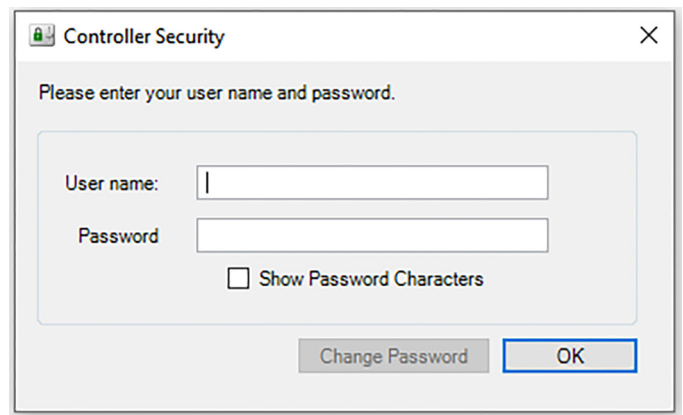 Controller Security
Please enter your user name and password.
User name:
Password
Show Password Characters
Change Password
OK